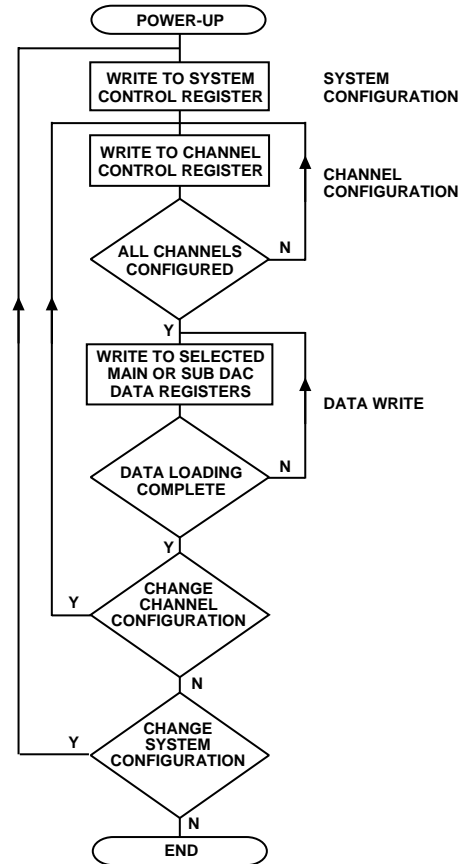 POWER-UP
WRITE TO SYSTEM
CONTROL REGISTER
SYSTEM
CONFIGURATION
WRITE TO CHANNEL
CONTROL REGISTER
CHANNEL
CONFIGURATION
N
ALL CHANNELS
CONFIGURED
Y
WRITE TO SELECTED
MAIN OR SUB DAC
DATA REGISTERS
DATA WRITE
N
DATA LOADING
COMPLETE
Y
CHANGE
CHANNEL
CONFIGURATION
Y
N
CHANGE
SYSTEM
CONFIGURATION
Y
N
END